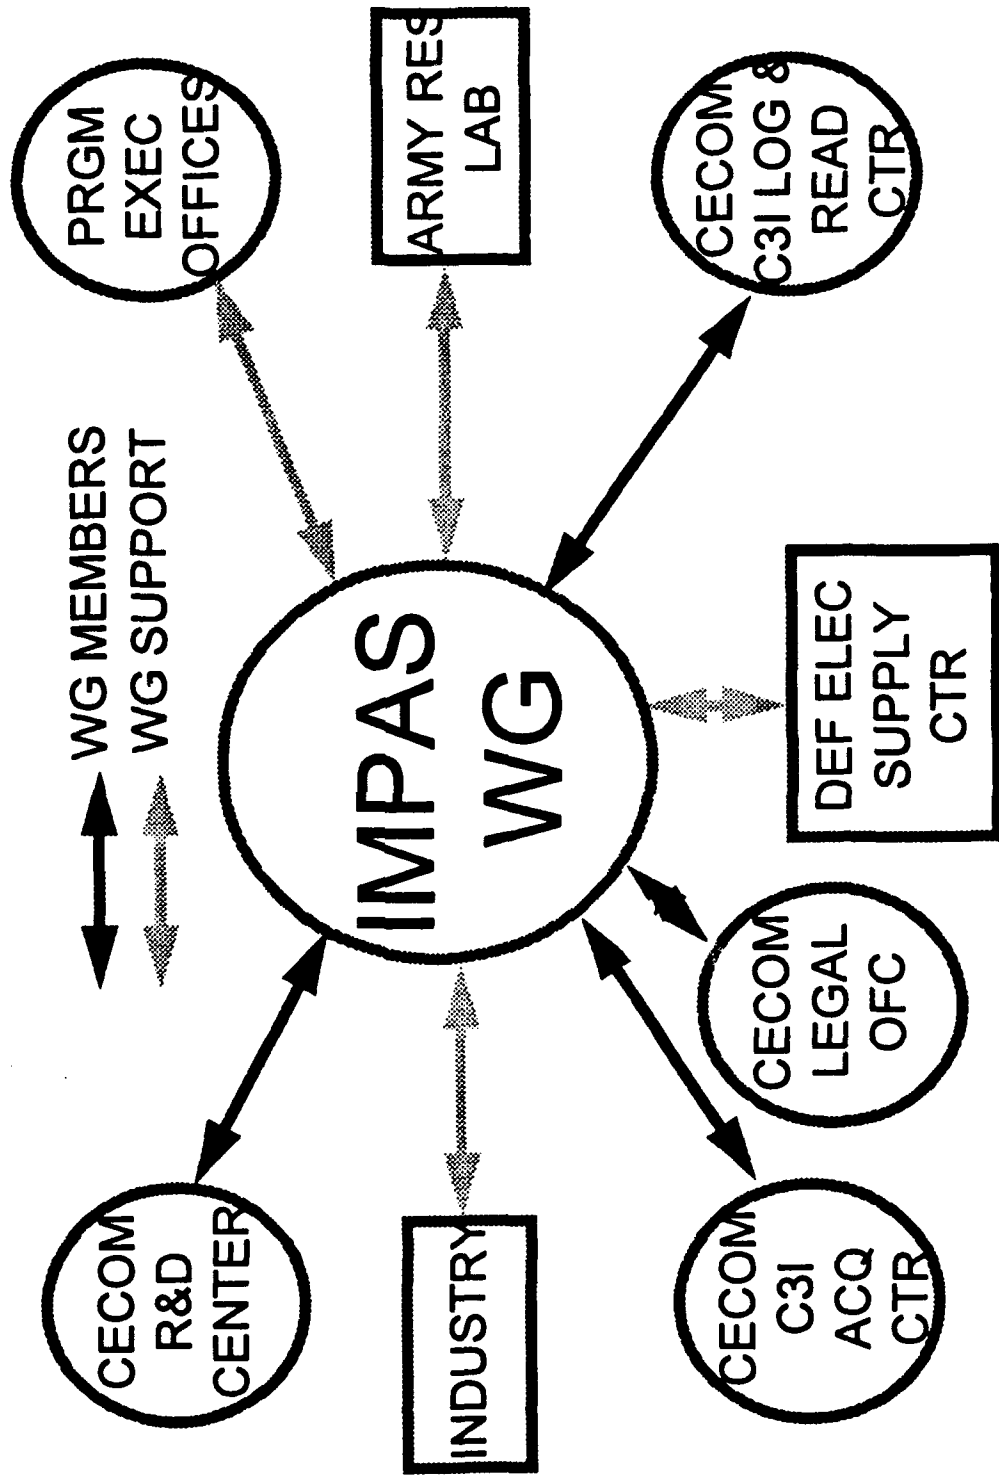 CECOM
R&D
CENTER
WG MEMBERS
WG SUPPORT
PRGM
EXEC
OFFICES
INDUSTRY
IMPAS
WG
ARMY RES
LAB
CECOM
C3I
ACQ
CTR
CECOM
LEGAL
OFC
DEF ELEC
SUPPLY
CTR
CECOM
C3I LOG &
READ
CTR